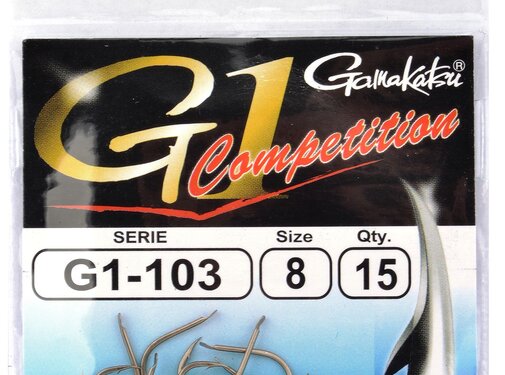 G1
Gamakatsu®
Competition
SERIE Size Qty.
G1-103 8 15